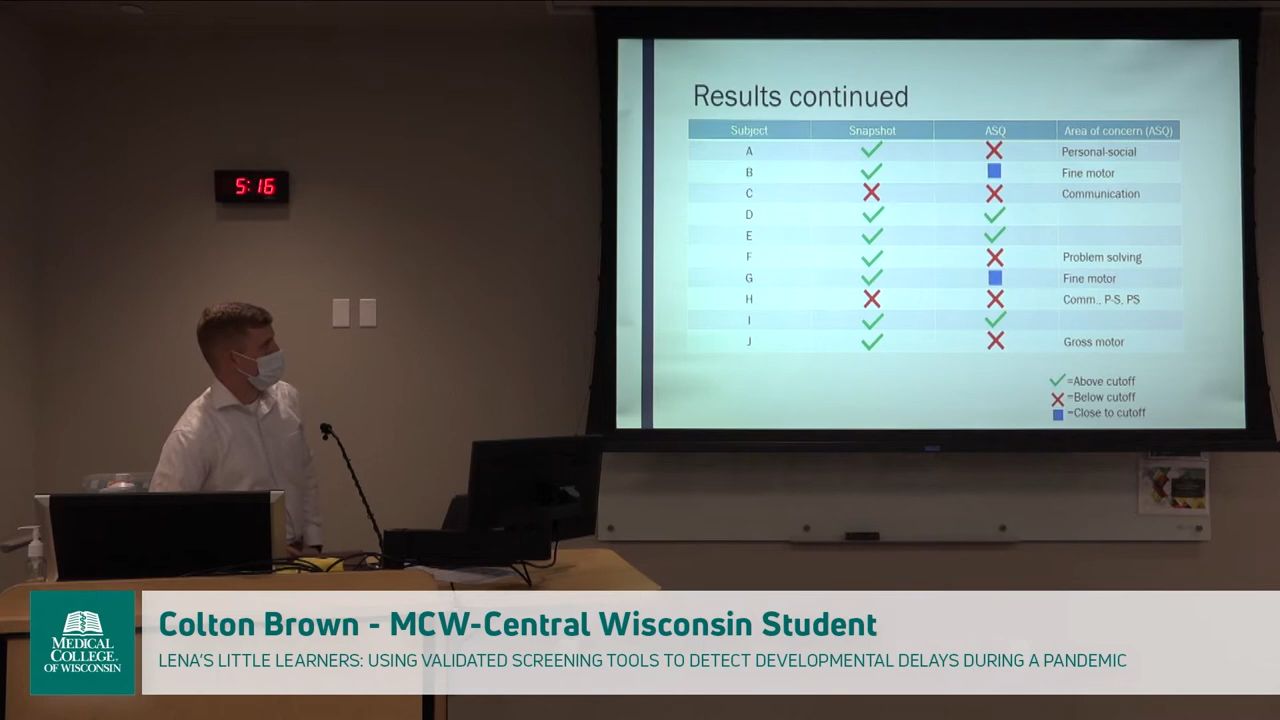 Results continued
Subject Snapshot ASQ Area of concern (ASQ)
A Personal-social
B Fine motor
C Communication
D
E
F Problem solving
G Fine motor
H Comm., P-S, PS
I
J Gross motor
=Above cutoff
=Below cutoff
=Close to cutoff
5:16
MEDICAL
COLLEGE
OF WISCONSIN
Colton Brown - MCW-Central Wisconsin Student
LENA'S LITTLE LEARNERS: USING VALIDATED SCREENING TOOLS TO DETECT DEVELOPMENTAL DELAYS DURING A PANDEMIC